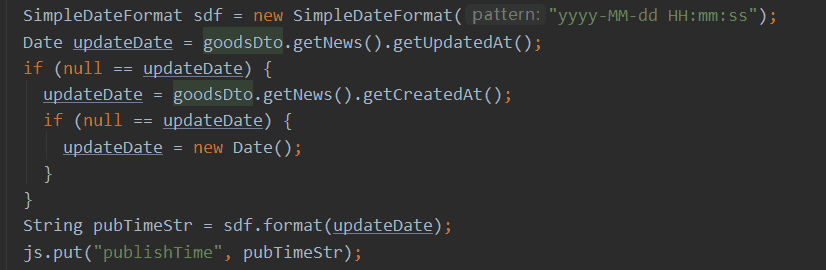 SimpleDateFormat sdf = new SimpleDateFormat( pattern: "yyyy-MM-dd HH:mm:ss");
Date updateDate = goodsDto.getNews().getUpdatedAt();
if (null == updateDate) {
  updateDate = goodsDto.getNews().getCreatedAt();
  if (null == updateDate) {
    updateDate = new Date();
  }
}
String pubTimeStr = sdf.format(updateDate);
js.put("publishTime", pubTimeStr);